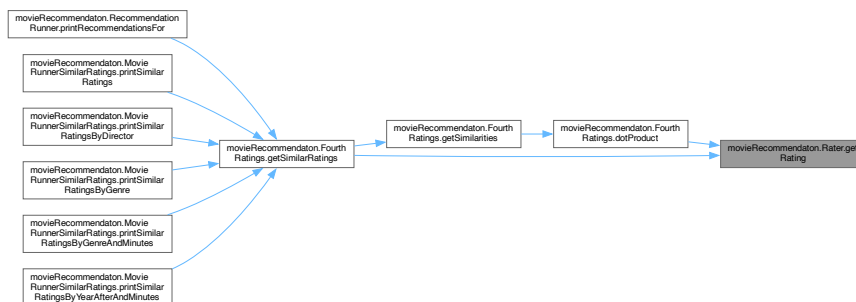 movieRecommendaton.Recommendation
Runner.printRecommendationsFor
movieRecommendaton.Movie
RunnerSimilarRatings.printSimilar
Ratings
movieRecommendaton.Movie
RunnerSimilarRatings.printSimilar
RatingsByDirector
movieRecommendaton.Movie
RunnerSimilarRatings.printSimilar
RatingsByGenre
movieRecommendaton.Movie
RunnerSimilarRatings.printSimilar
RatingsByGenreAndMinutes
movieRecommendaton.Movie
RunnerSimilarRatings.printSimilar
RatingsByYearAfterAndMinutes
movieRecommendaton.Fourth
Ratings.getSimilarRatings
movieRecommendaton.Fourth
Ratings.getSimilarities
movieRecommendaton.Fourth
Ratings.dotProduct
movieRecommendaton.Rater.get
Rating